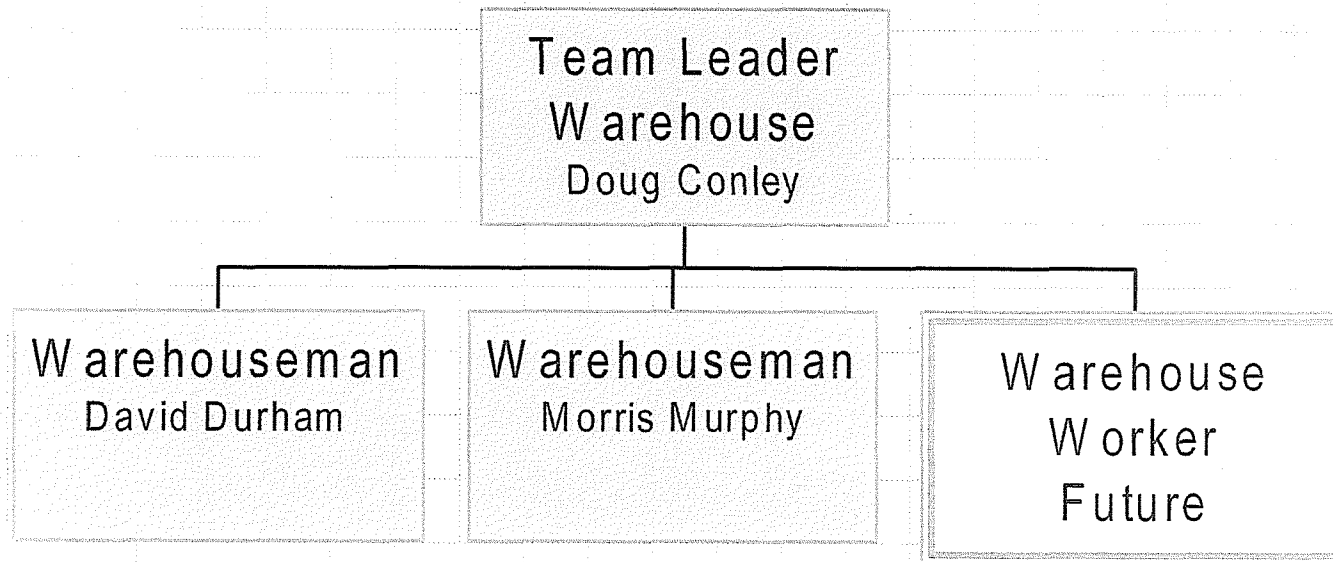 Team Leader
Warehouse
Doug Conley
Warehouseman
David Durham
Warehouseman
Morris Murphy
Warehouse
Worker
Future